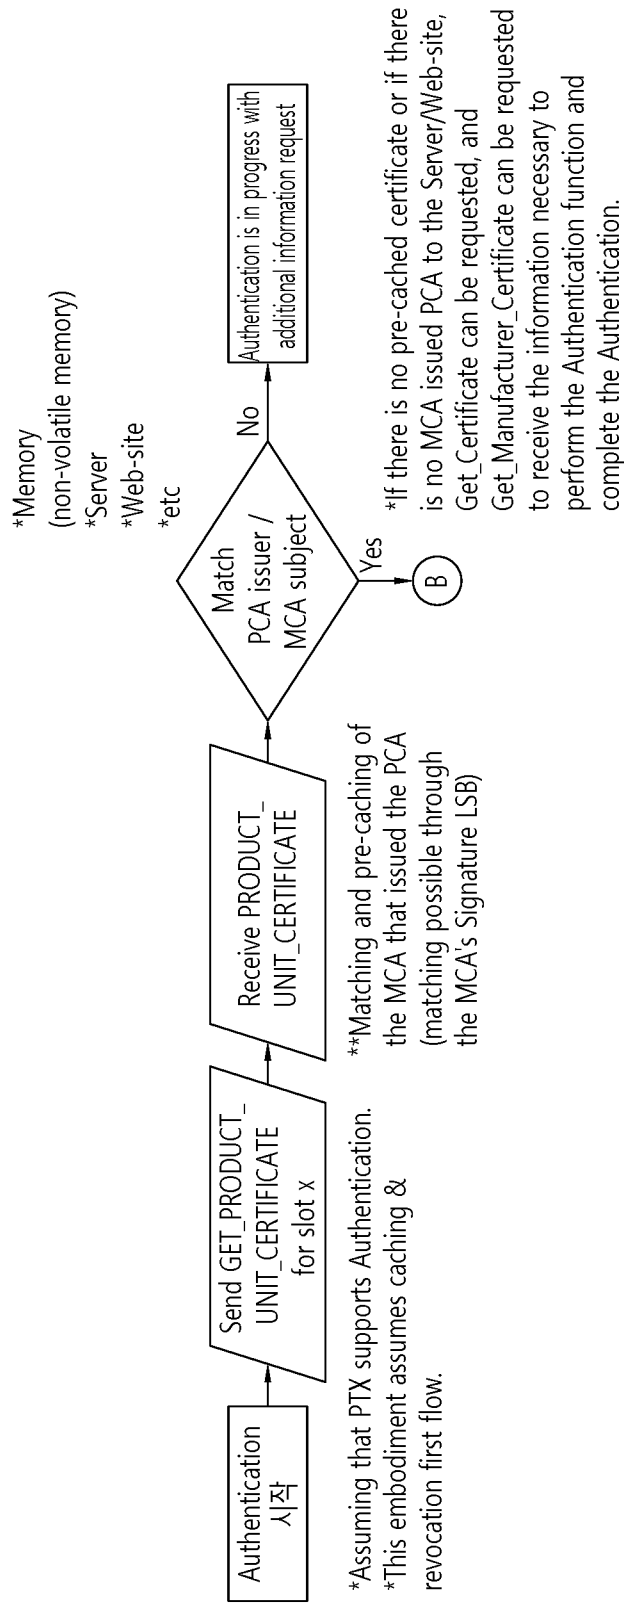 Authentication
시작
Send GET_PRODUCT_
UNIT_CERTIFICATE
for slot x
Receive PRODUCT_
UNIT_CERTIFICATE
Match
PCA issuer /
MCA subject
No
Authentication is in progress with
additional information request
Yes
B
*Memory
(non-volatile memory)
*Server
*Web-site
*etc
*Assuming that PTX supports Authentication.
*This embodiment assumes caching &
revocation first flow.
**Matching and pre-caching of
the MCA that issued the PCA
(matching possible through
the MCA's Signature LSB)
*If there is no pre-cached certificate or if there
is no MCA issued PCA to the Server/Web-site,
Get_Certificate can be requested, and
Get_Manufacturer_Certificate can be requested
to receive the information necessary to
perform the Authentication function and
complete the Authentication.